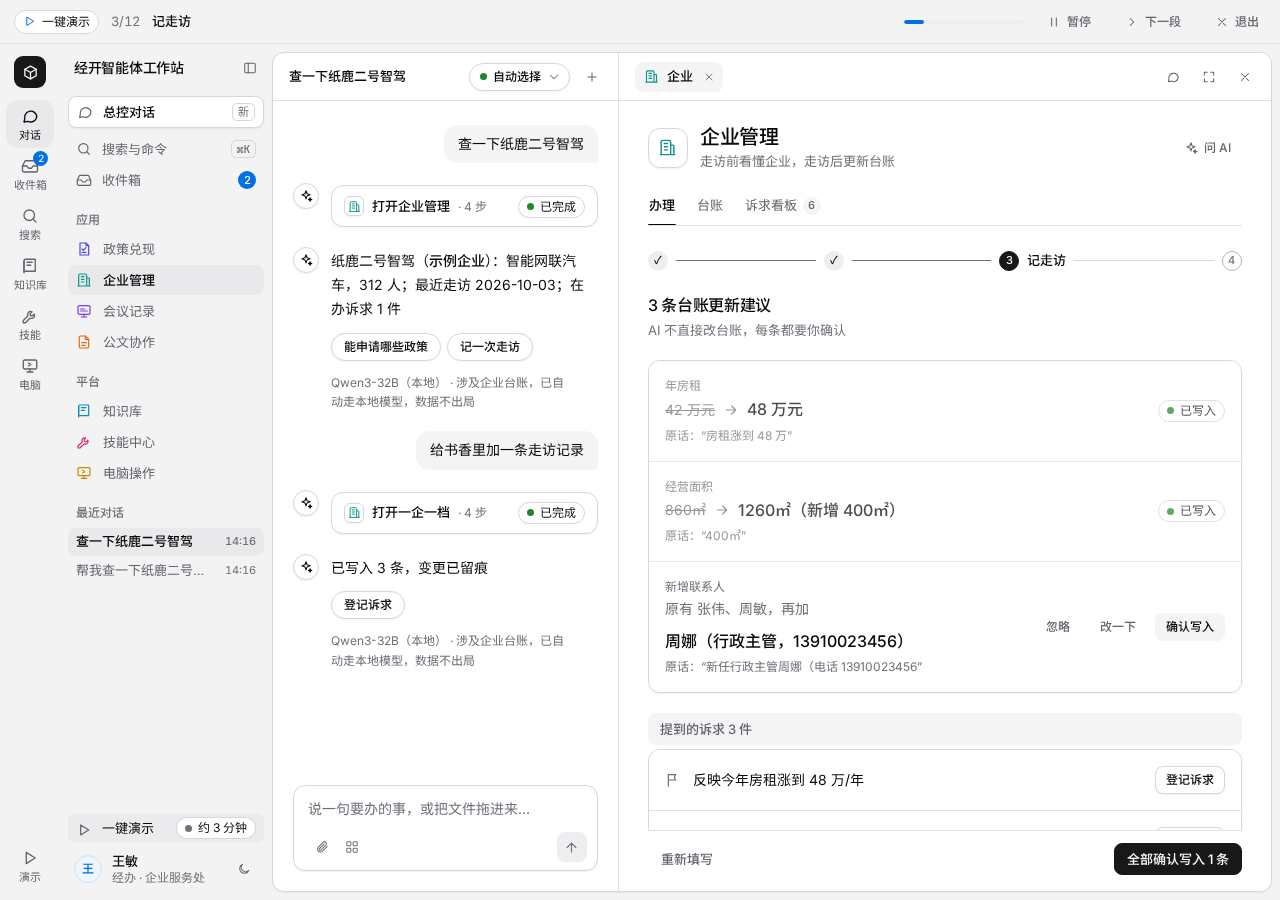 一键演示 3/12 记走访 暂停 下一段 退出
对话
2
收件箱
搜索
知识库
技能
电脑
演示
经开智能体工作站
总控对话 新
搜索与命令 ⌘K
收件箱 2
应用
政策兑现
企业管理
会议记录
公文协作
平台
知识库
技能中心
电脑操作
最近对话
查一下纸鹿二号智驾 14:16
帮我查一下纸鹿二号... 14:16
一键演示 约 3 分钟
王 王敏
经办 · 企业服务处
查一下纸鹿二号智驾 自动选择
查一下纸鹿二号智驾
打开企业管理 · 4 步 已完成
纸鹿二号智驾（示例企业）：智能网联汽
车，312 人；最近走访 2026-10-03；在
办诉求 1 件
能申请哪些政策 记一次走访
Qwen3-32B（本地） · 涉及企业台账，已自
动走本地模型，数据不出局
给书香里加一条走访记录
打开一企一档 · 4 步 已完成
已写入 3 条，变更已留痕
登记诉求
Qwen3-32B（本地） · 涉及企业台账，已自
动走本地模型，数据不出局
说一句要办的事，或把文件拖进来...
企业
企业管理
走访前看懂企业，走访后更新台账
问 AI
办理 台账 诉求看板 6
3 记走访 4
3 条台账更新建议
AI 不直接改台账，每条都要你确认
年房租
42 万元 → 48 万元 已写入
原话：“房租涨到 48 万”
经营面积
860㎡ → 1260㎡（新增 400㎡） 已写入
原话：“400㎡”
新增联系人
原有 张伟、周敏，再加
周娜（行政主管，13910023456） 忽略 改一下 确认写入
原话：“新任行政主管周娜（电话 13910023456”
提到的诉求 3 件
反映今年房租涨到 48 万/年 登记诉求
重新填写 全部确认写入 1 条